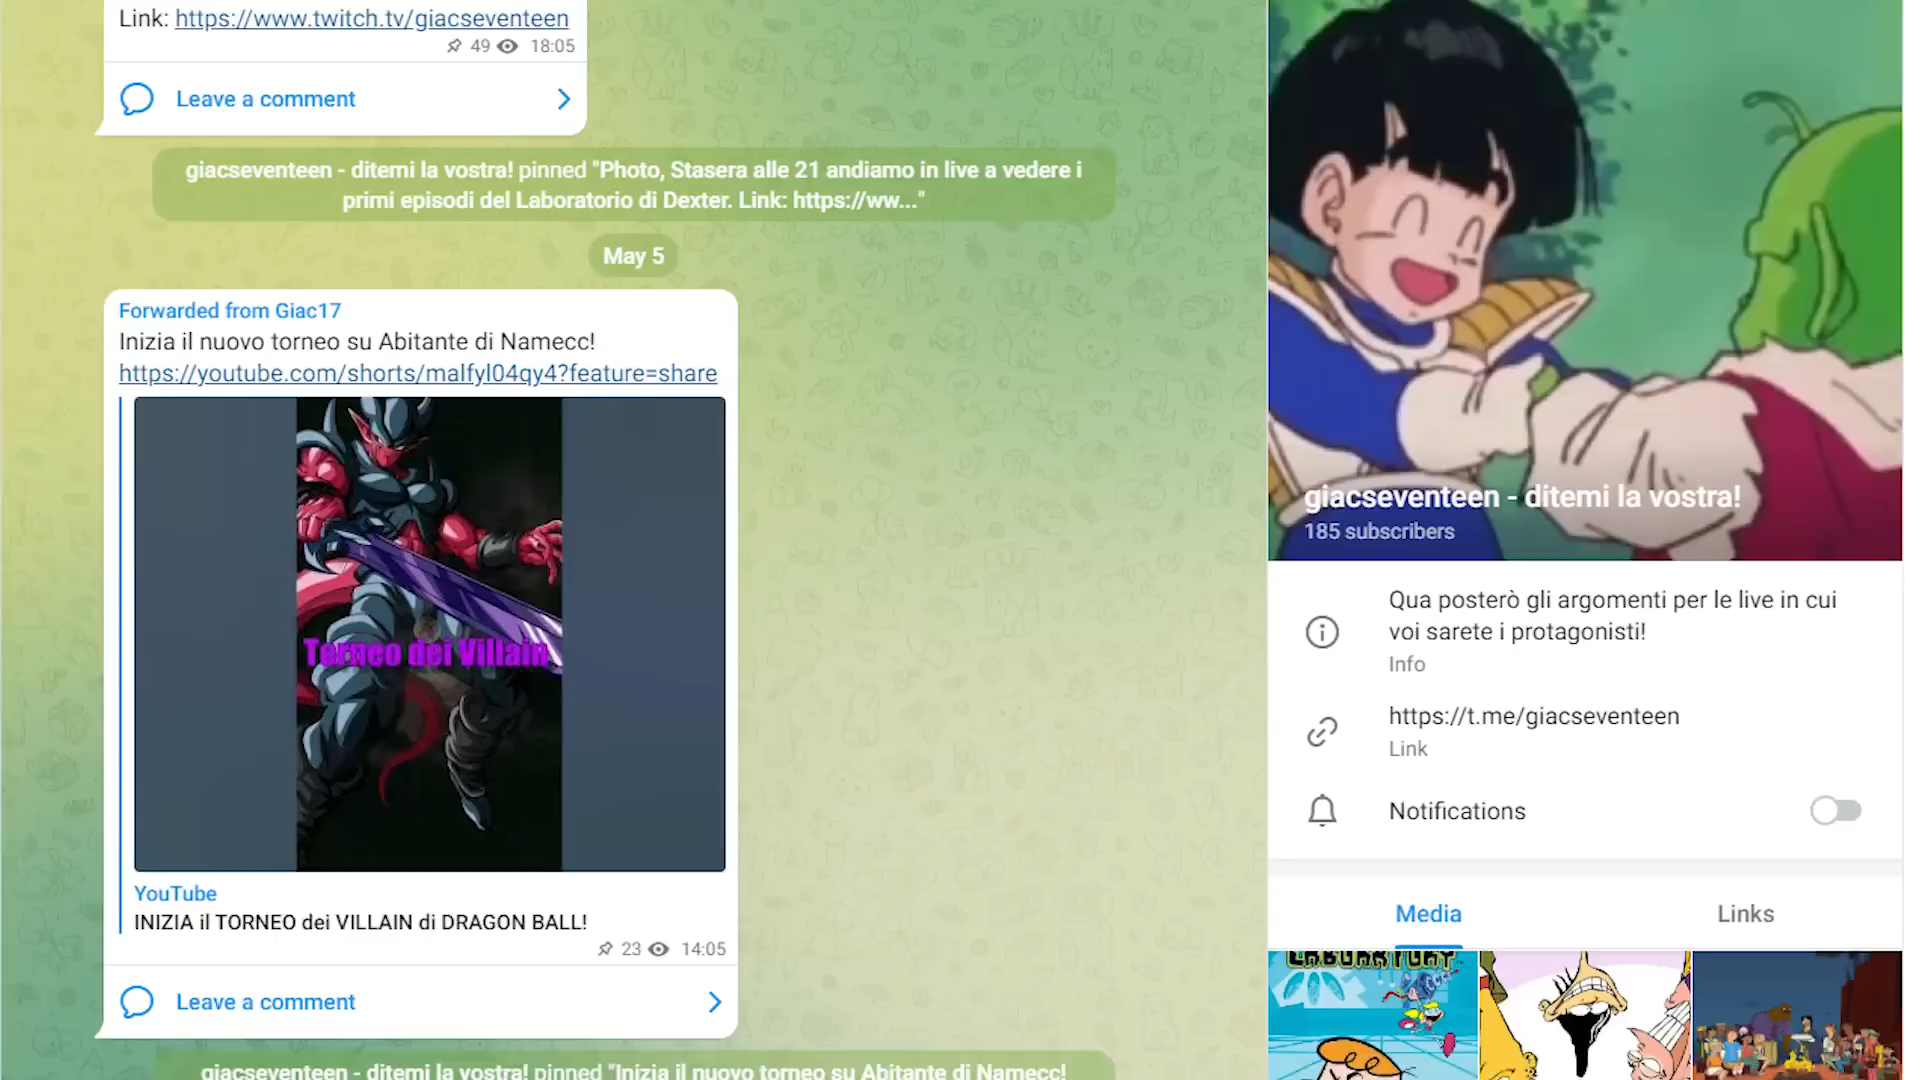 Link: https://www.twitch.tv/giacseventeen
49 18:05
Leave a comment
giacseventeen - ditemi la vostra! pinned "Photo, Stasera alle 21 andiamo in live a vedere i
primi episodi del Laboratorio di Dexter. Link: https://ww..."
May 5
Forwarded from Giac17
Inizia il nuovo torneo su Abitante di Namecc!
https://youtube.com/shorts/malfyl04qy4?feature=share
Torneo dei Villain
YouTube
INIZIA il TORNEO dei VILLAIN di DRAGON BALL!
23 14:05
Leave a comment
giacseventeen - ditemi la vostra! pinned "Inizia il nuovo torneo su Abitante di Namecc!
giacseventeen - ditemi la vostra!
185 subscribers
Qua posterò gli argomenti per le live in cui
voi sarete i protagonisti!
Info
https://t.me/giacseventeen
Link
Notifications
Media
Links